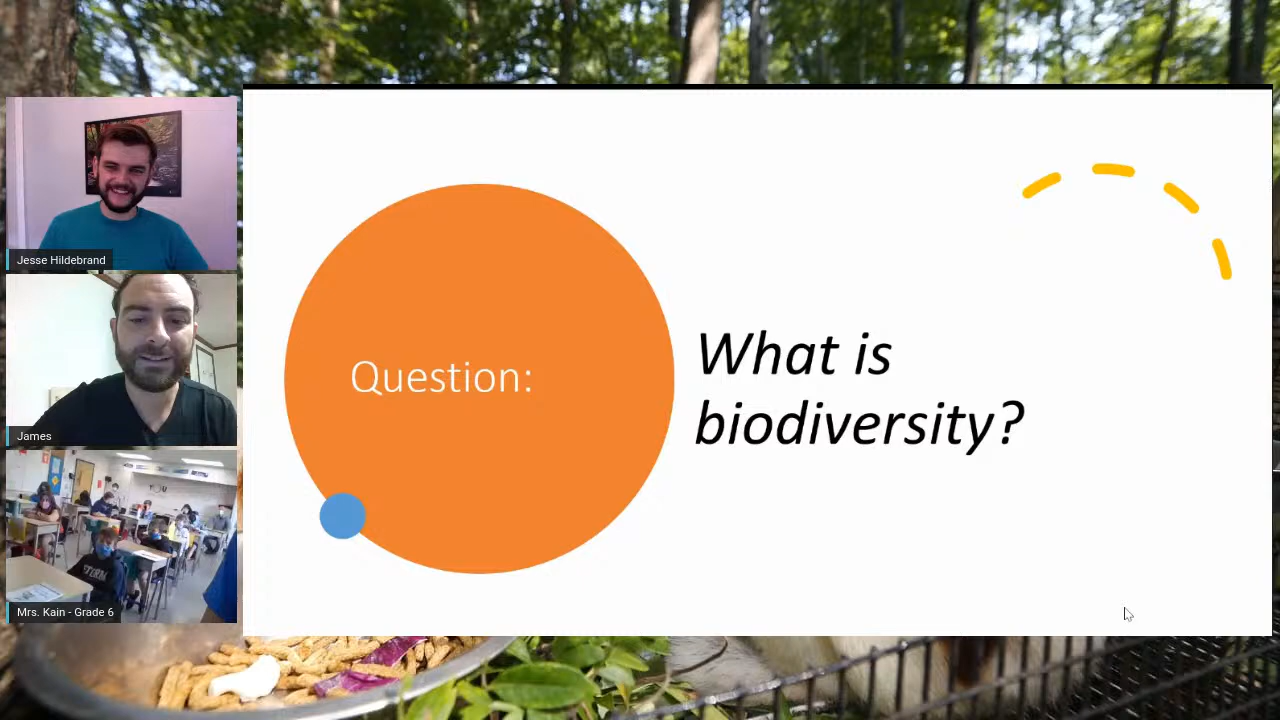 Jesse Hildebrand
James
Mrs. Kain - Grade 6
Question:
What is
biodiversity?